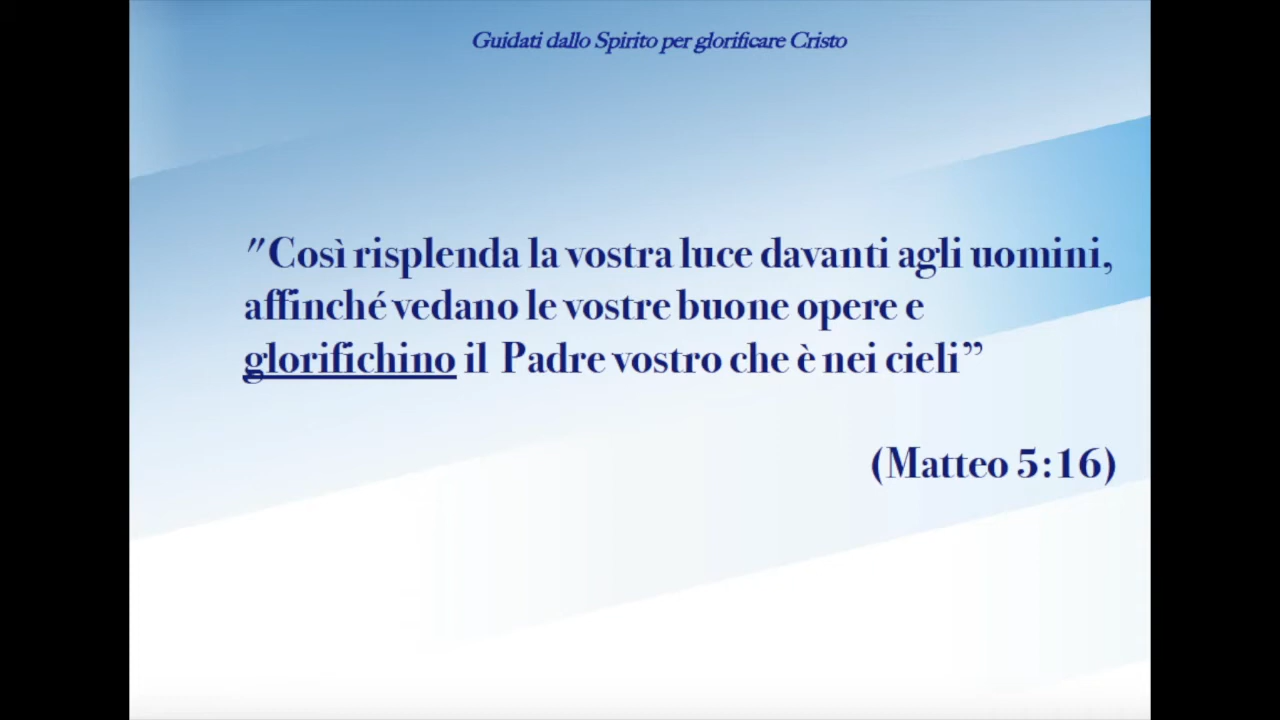 Guidati dallo Spirito per glorificare Cristo
"Così risplenda la vostra luce davanti agli uomini,
affinché vedano le vostre buone opere e
glorifichino il Padre vostro che è nei cieli”
(Matteo 5:16)